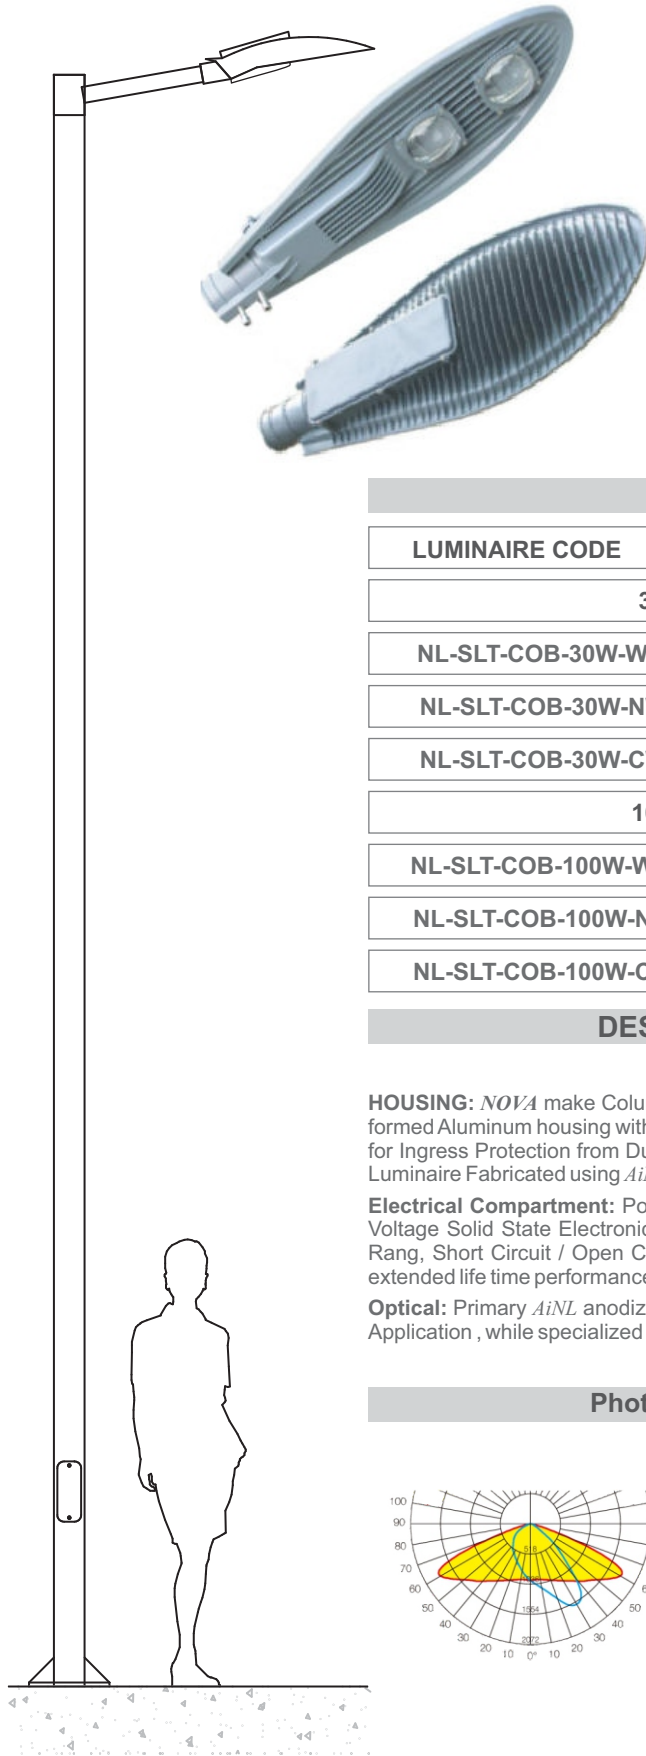 LUMINAIRE CODE
3
NL-SLT-COB-30W-W
NL-SLT-COB-30W-N
NL-SLT-COB-30W-C
1
NL-SLT-COB-100W-W
NL-SLT-COB-100W-N
NL-SLT-COB-100W-C
DES
HOUSING: NOVA make Colu
formed Aluminum housing with
for Ingress Protection from Du
Luminaire Fabricated using Ai
Electrical Compartment: Po
Voltage Solid State Electronic
Rang, Short Circuit / Open C
extended life time performance
Optical: Primary AiNL anodiz
Application , while specialized
Phot
100
90
80
70
60
50
40
30
20
10
0°
10
20
30
40
50
6
518
1554
2072